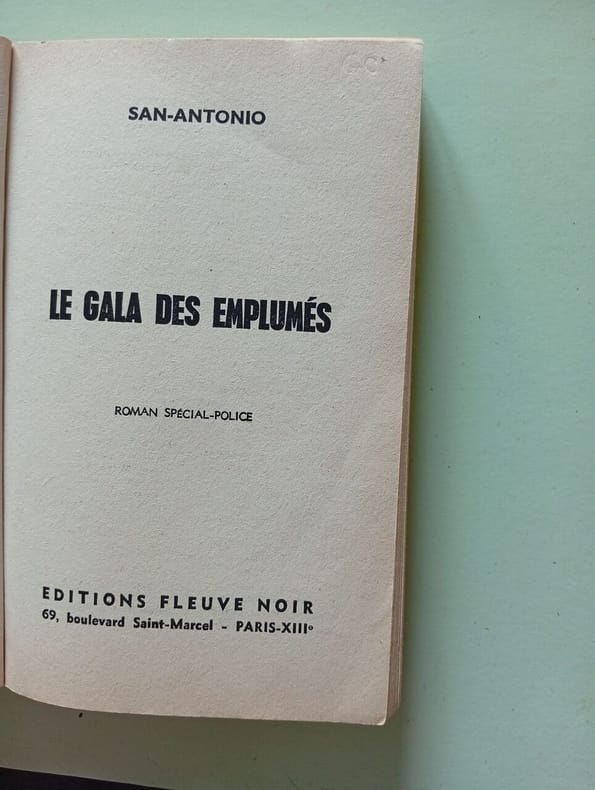 SAN-ANTONIO
LE GALA DES EMPLUMÉS
ROMAN SPÉCIAL-POLICE
EDITIONS FLEUVE NOIR
69, boulevard Saint-Marcel - PARIS-XIIIᵉ